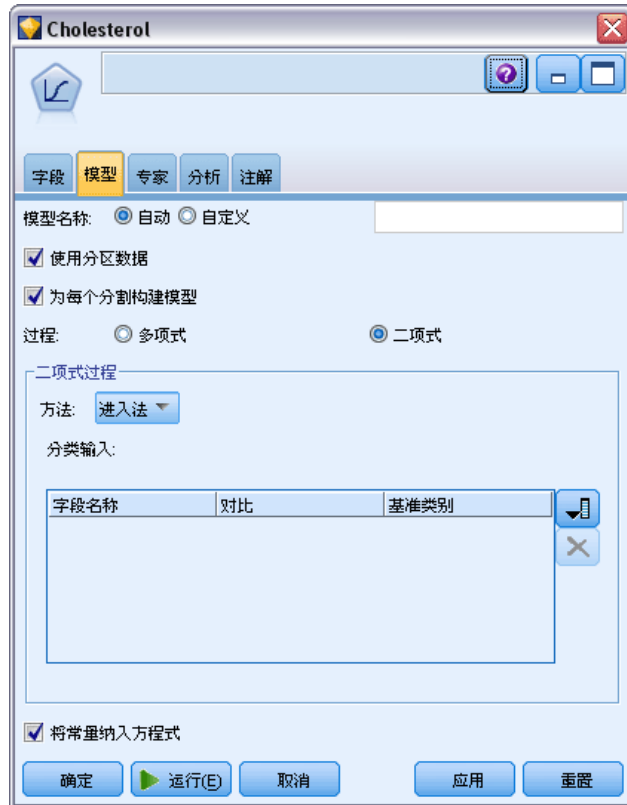 Cholesterol
字段 模型 专家 分析 注解
模型名称: 自动 自定义
使用分区数据
为每个分割构建模型
过程: 多项式 二项式
二项式过程
方法: 进入法
分类输入:
字段名称 对比 基准类别
将常量纳入方程式
确定 运行(E) 取消 应用 重置